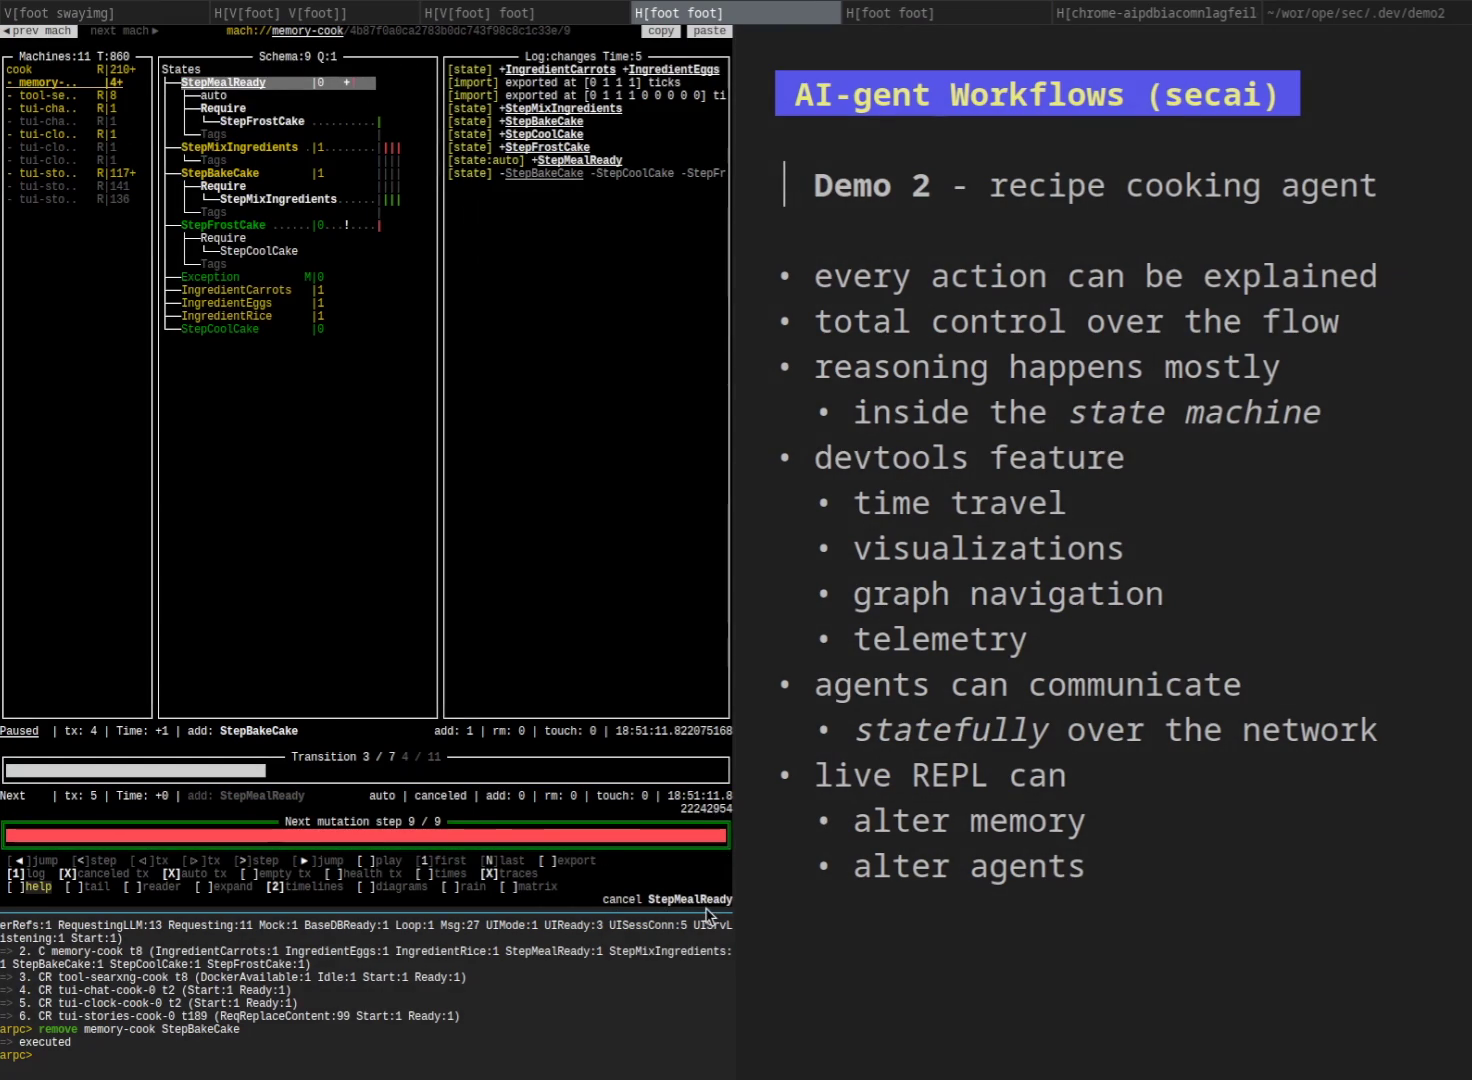 V[foot swayimg]
H[V[foot] V[foot]]
H[V[foot] foot]
H[foot foot]
H[foot foot]
H[chrome-aipdbiacomnlagfeil
~/wor/ope/sec/.dev/demo2
◄prev mach next mach► mach://memory-cook/4b87f0a0ca2783b0dc743f98c8c1c33e/9 copy paste
Machines:11 T:860
cook R|210+
- memory-.. |4+
- tool-se.. R|8
- tui-cha.. R|1
- tui-cha.. R|1
- tui-clo.. R|1
- tui-clo.. R|1
- tui-clo.. R|1
- tui-sto.. R|117+
- tui-sto.. R|141
- tui-sto.. R|136
Schema:9 Q:1
States
├──StepMealReady |0 +!
│ ├──auto
│ ├──Require
│ │ └──StepFrostCake ..........|
│ └──Tags |
├──StepMixIngredients .|1........||||
│ └──Tags ||||
├──StepBakeCake |1 ||||
│ ├──Require ||||
│ │ └──StepMixIngredients......||||
│ └──Tags |
├──StepFrostCake ......|0...!....|
│ ├──Require
│ │ └──StepCoolCake
│ └──Tags
├──Exception M|0
├──IngredientCarrots |1
├──IngredientEggs |1
├──IngredientRice |1
└──StepCoolCake |0
Log:changes Time:5
[state] +IngredientCarrots +IngredientEggs
[import] exported at [0 1 1 1] ticks
[import] exported at [0 1 1 1 0 0 0 0 0] ti
[state] +StepMixIngredients
[state] +StepBakeCake
[state] +StepCoolCake
[state] +StepFrostCake
[state:auto] +StepMealReady
[state] -StepBakeCake -StepCoolCake -StepFr
Paused | tx: 4 | Time: +1 | add: StepBakeCake add: 1 | rm: 0 | touch: 0 | 18:51:11.822075168
Transition 3 / 7 4 / 11
Next | tx: 5 | Time: +0 | add: StepMealReady auto | canceled | add: 0 | rm: 0 | touch: 0 | 18:51:11.8
22242954
Next mutation step 9 / 9
[◄]jump [<]step [◁]tx [▷]tx [>]step [►]jump [ ]play [1]first [N]last [ ]export
[1]log [X]canceled tx [X]auto tx [ ]empty tx [ ]health tx [ ]times [X]traces
[ ]help [ ]tail [ ]reader [ ]expand [2]timelines [ ]diagrams [ ]rain [ ]matrix
cancel StepMealReady
erRefs:1 RequestingLLM:13 Requesting:11 Mock:1 BaseDBReady:1 Loop:1 Msg:27 UIMode:1 UIReady:3 UISessConn:5 UISrvL
istening:1 Start:1)
=> 2. C memory-cook t8 (IngredientCarrots:1 IngredientEggs:1 IngredientRice:1 StepMealReady:1 StepMixIngredients:
1 StepBakeCake:1 StepCoolCake:1 StepFrostCake:1)
=> 3. CR tool-searxng-cook t8 (DockerAvailable:1 Idle:1 Start:1 Ready:1)
=> 4. CR tui-chat-cook-0 t2 (Start:1 Ready:1)
=> 5. CR tui-clock-cook-0 t2 (Start:1 Ready:1)
=> 6. CR tui-stories-cook-0 t189 (ReqReplaceContent:99 Start:1 Ready:1)
arpc> remove memory-cook StepBakeCake
=> executed
arpc>
AI-gent Workflows (secai)
Demo 2 - recipe cooking agent
• every action can be explained
• total control over the flow
• reasoning happens mostly
• inside the state machine
• devtools feature
• time travel
• visualizations
• graph navigation
• telemetry
• agents can communicate
• statefully over the network
• live REPL can
• alter memory
• alter agents